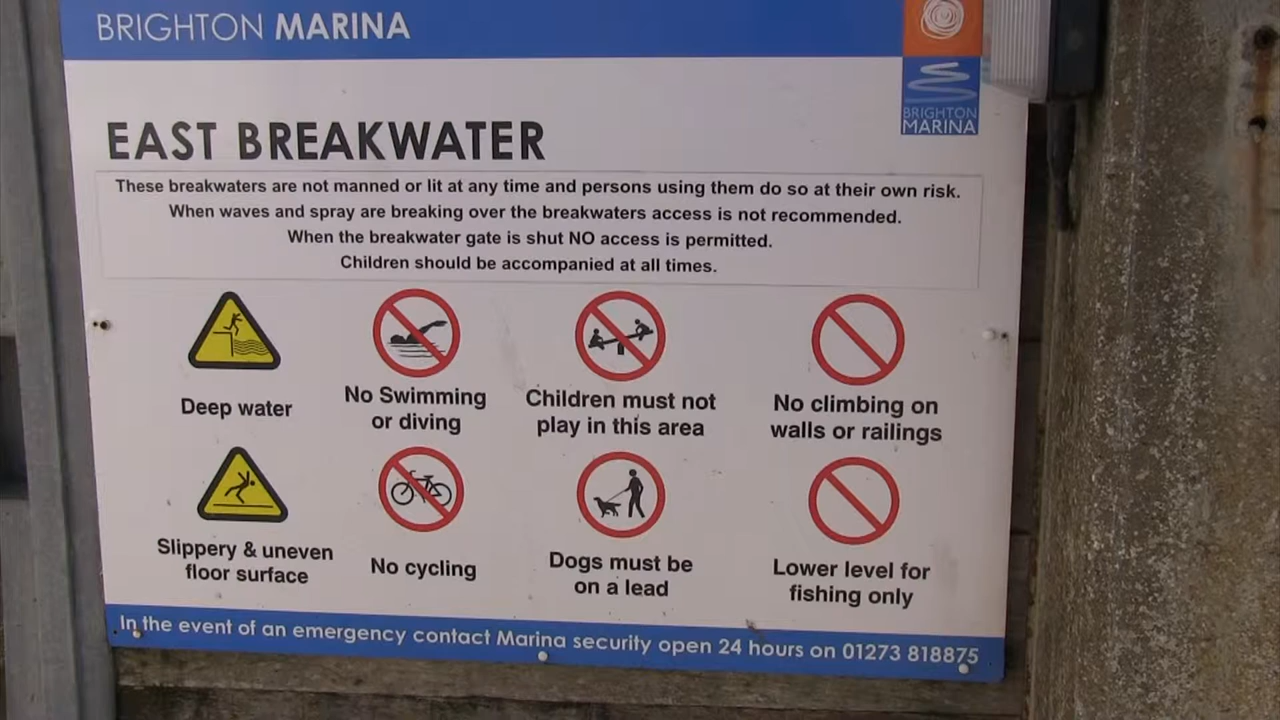 BRIGHTON MARINA
BRIGHTON
MARINA
EAST BREAKWATER
These breakwaters are not manned or lit at any time and persons using them do so at their own risk.
When waves and spray are breaking over the breakwaters access is not recommended.
When the breakwater gate is shut NO access is permitted.
Children should be accompanied at all times.
Deep water
No Swimming
or diving
Children must not
play in this area
No climbing on
walls or railings
Slippery & uneven
floor surface
No cycling
Dogs must be
on a lead
Lower level for
fishing only
In the event of an emergency contact Marina security open 24 hours on 01273 818875